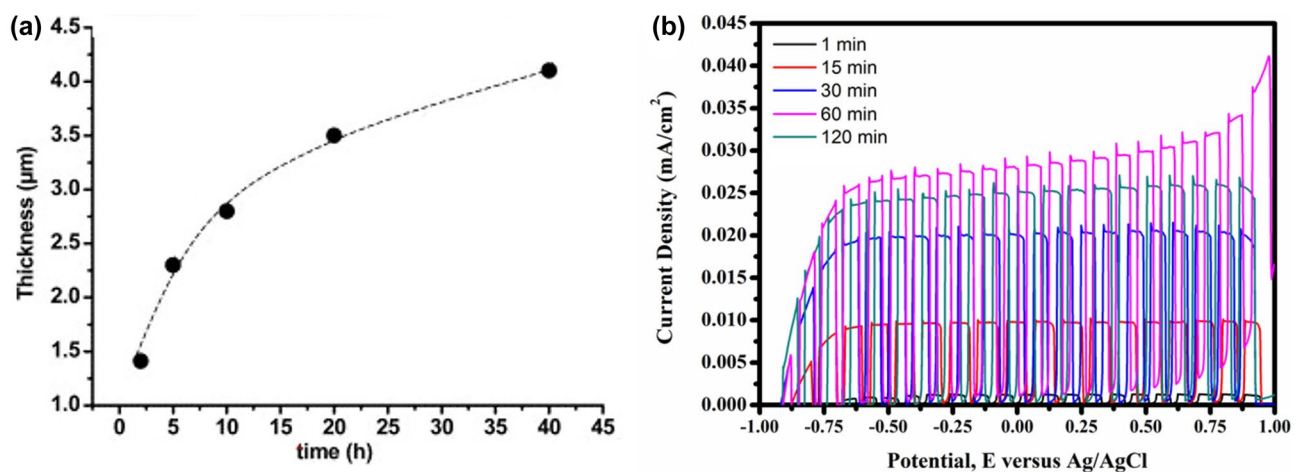 (a)
4.5
4.0
3.5
3.0
2.5
2.0
1.5
1.0
Thickness (μm)
0 5 10 15 20 25 30 35 40 45
time (h)
(b)
0.045
0.040
0.035
0.030
0.025
0.020
0.015
0.010
0.005
0.000
Current Density (mA/cm²)
1 min
15 min
30 min
60 min
120 min
-1.00 -0.75 -0.50 -0.25 0.00 0.25 0.50 0.75 1.00
Potential, E versus Ag/AgCl